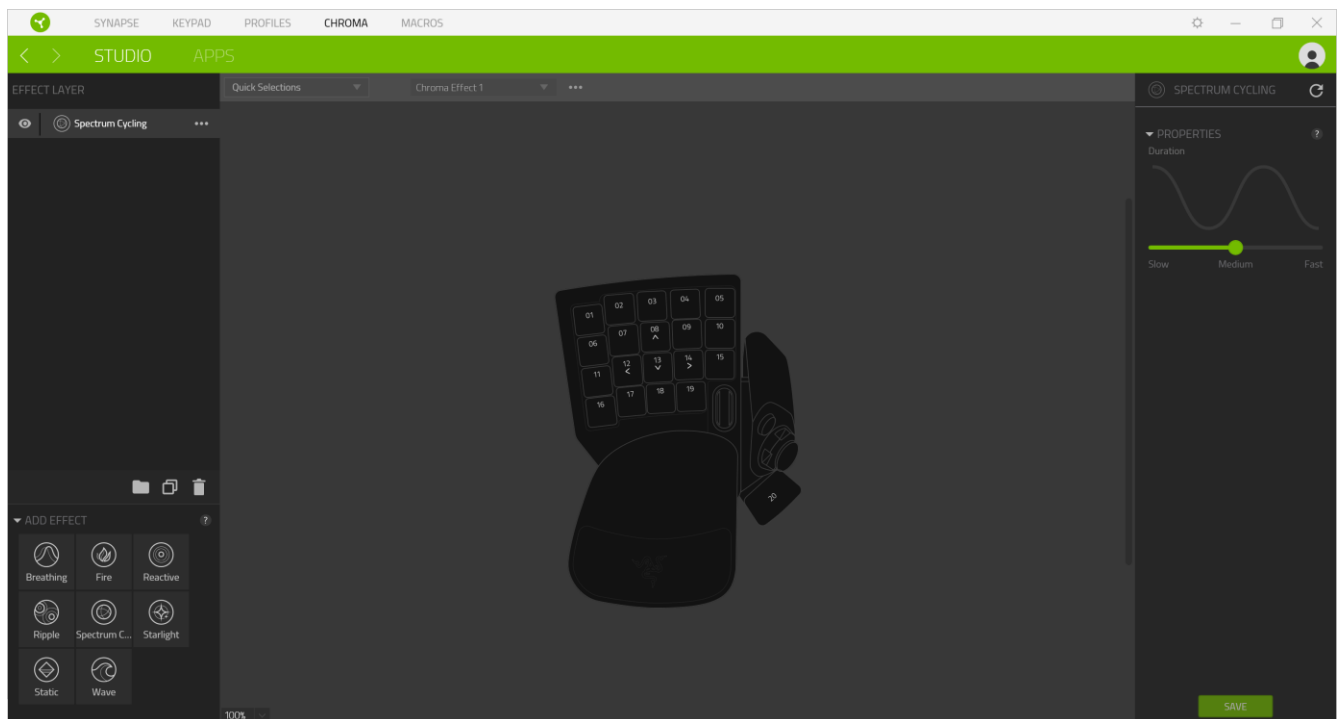 SYNAPSE KEYPAD PROFILES CHROMA MACROS
STUDIO APPS
EFFECT LAYER
Quick Selections
Chroma Effect 1
SPECTRUM CYCLING
Spectrum Cycling
PROPERTIES ?
Duration
Slow Medium Fast
01 02 03 04 05
06 07 08 09 10
11 12 13 14 15
16 17 18 19
20
ADD EFFECT ?
Breathing Fire Reactive
Ripple Spectrum C... Starlight
Static Wave
100%
SAVE